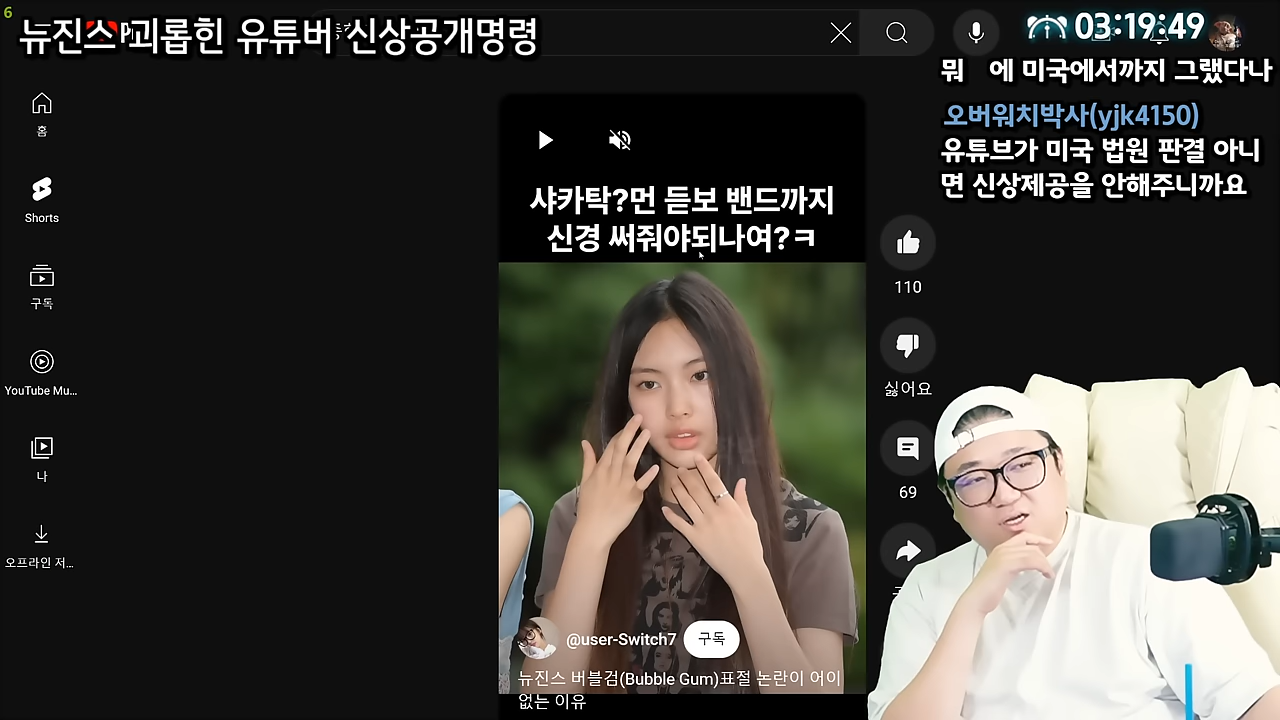 6
뉴진스 괴롭힌 유튜버 신상공개명령
03:19:49
뭐 에 미국에서까지 그랬다나
오버워치박사(yjk4150)
유튜브가 미국 법원 판결 아니
면 신상제공을 안해주니까요
홈
Shorts
구독
YouTube Mu...
나
오프라인 저...
샤카탁?먼 듣보 밴드까지
신경 써줘야되나여?ㅋ
110
싫어요
69
@user-Switch7
구독
뉴진스 버블검(Bubble Gum)표절 논란이 어이
없는 이유